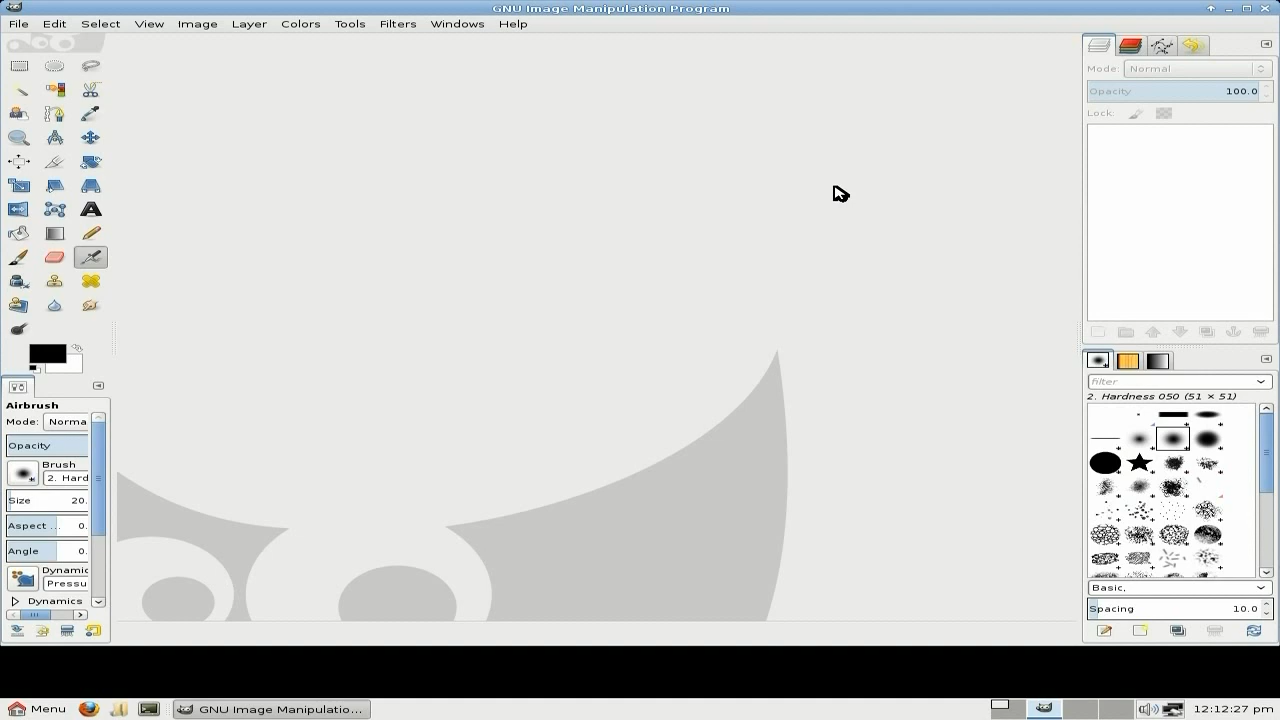 GNU Image Manipulation Program
File Edit Select View Image Layer Colors Tools Filters Windows Help
Mode: Normal
Opacity 100.0
Lock:
Airbrush
Mode: Norma
Opacity
Brush
2. Hard
Size 20.
Aspect ... 0.
Angle 0.
Dynamic
Pressu
Dynamics
filter
2. Hardness 050 (51 × 51)
Basic,
Spacing 10.0
Menu GNU Image Manipulatio... 12:12:27 pm